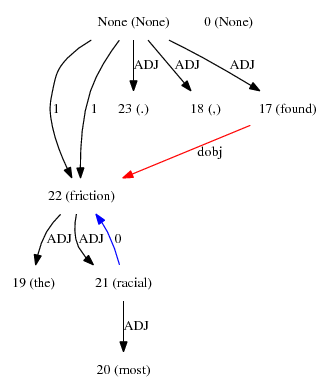 None (None) 0 (None)
ADJ ADJ ADJ
1 1 23 (.) 18 (,) 17 (found)
dobj
22 (friction)
ADJ ADJ 0
19 (the) 21 (racial)
ADJ
20 (most)